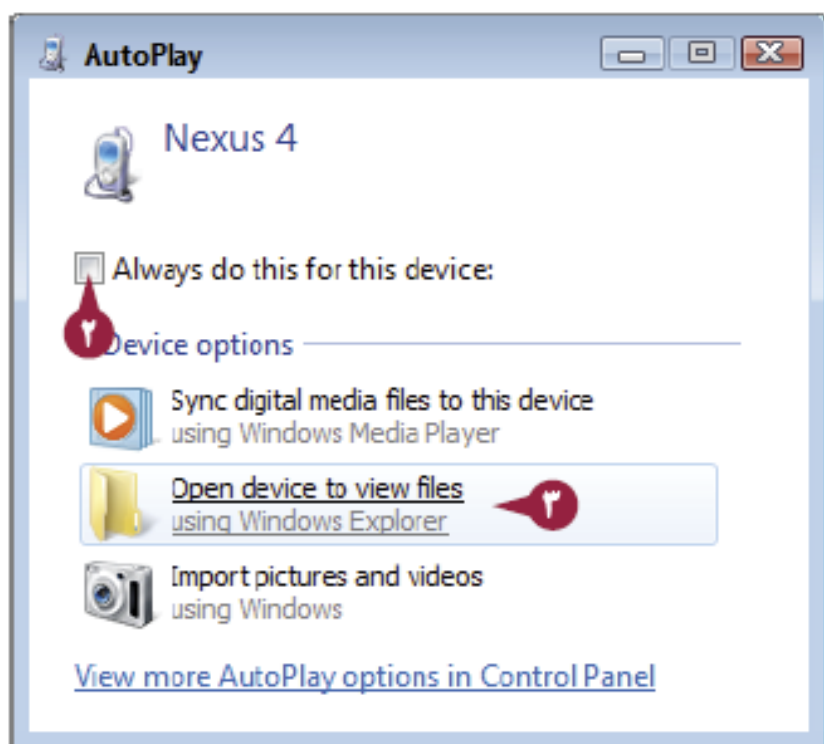 AutoPlay
Nexus 4
Always do this for this device:
۲
Device options
Sync digital media files to this device
using Windows Media Player
Open device to view files
۳
using Windows Explorer
Import pictures and videos
using Windows
View more AutoPlay options in Control Panel